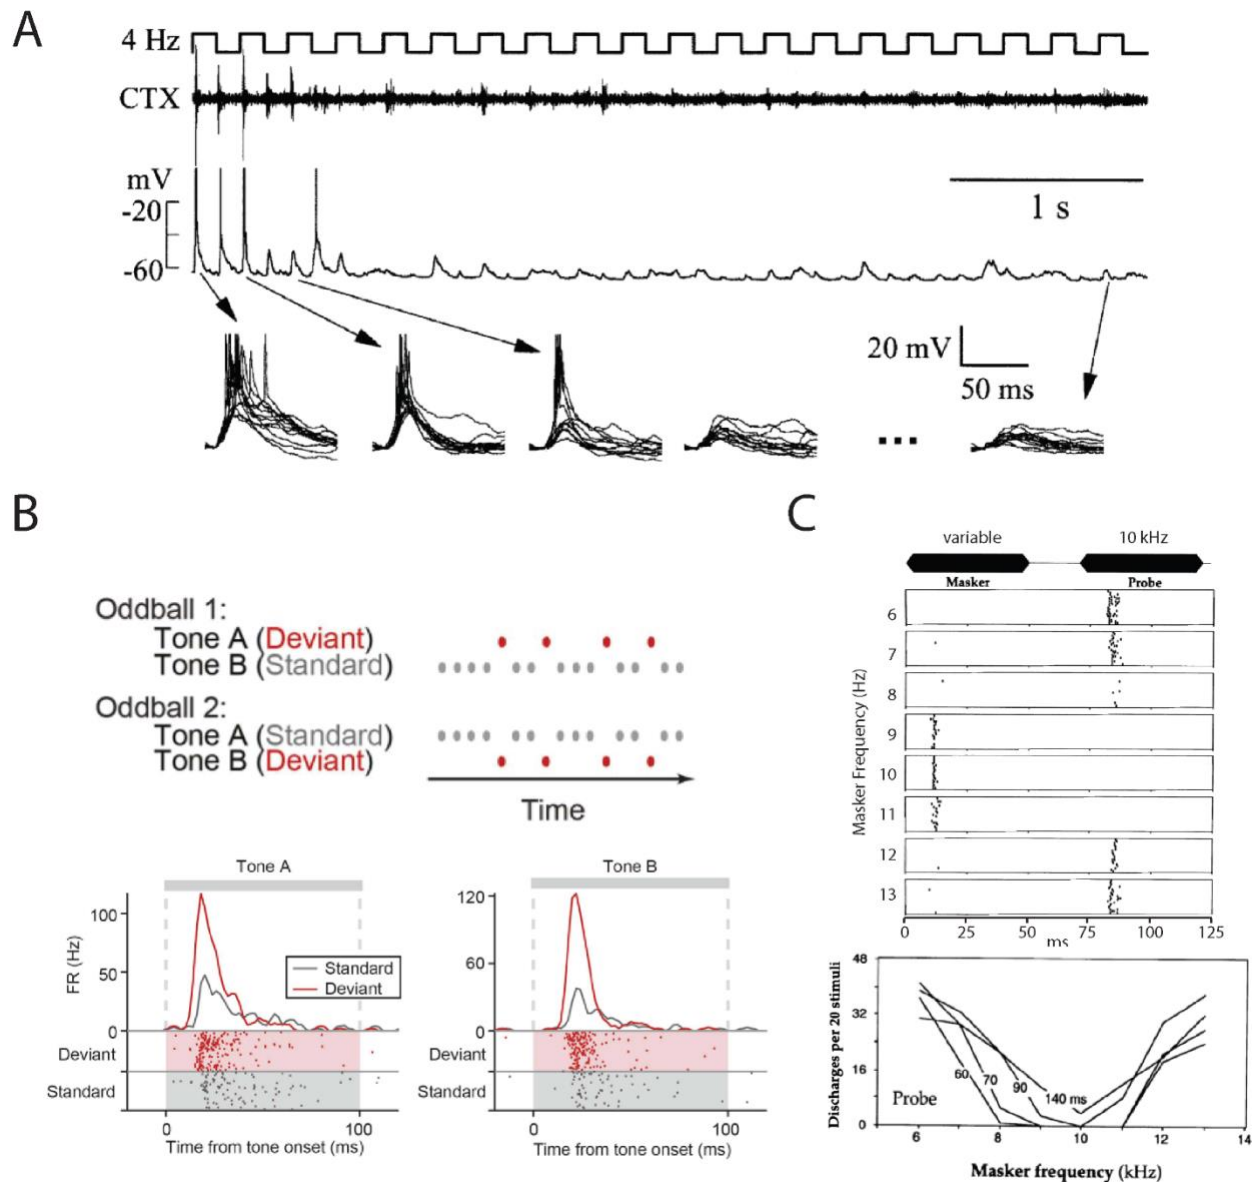 A
4 Hz
CTX
mV
-20
-60
1 s
20 mV
50 ms
...
B
Oddball 1:
Tone A (Deviant)
Tone B (Standard)
Oddball 2:
Tone A (Standard)
Tone B (Deviant)
Time
Tone A
FR (Hz)
100
50
0
Standard
Deviant
Deviant
Standard
0
100
Time from tone onset (ms)
Tone B
120
60
0
Deviant
Standard
0
100
Time from tone onset (ms)
C
variable
10 kHz
Masker
Probe
Masker Frequency (Hz)
6
7
8
9
10
11
12
13
0 25 50 75 100 125
ms
Discharges per 20 stimuli
48
32
16
0
60
70
90
140 ms
Probe
6 8 10 12 14
Masker frequency (kHz)